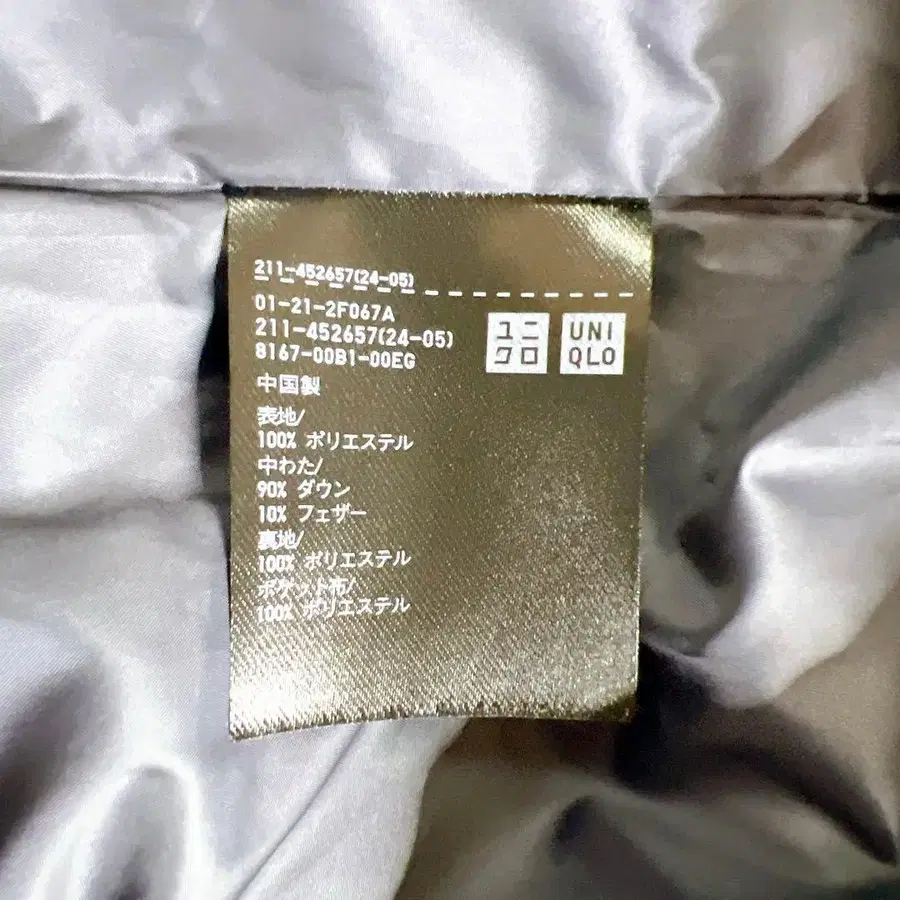 211-452657(24-05)
01-21-2F067A
211-452657(24-05)
8167-00B1-00EG
ユニ
クロ
UNI
QLO
中国製
表地/
100% ポリエステル
中わた/
90% ダウン
10% フェザー
裏地/
100% ポリエステル
ポケット布/
100% ポリエステル